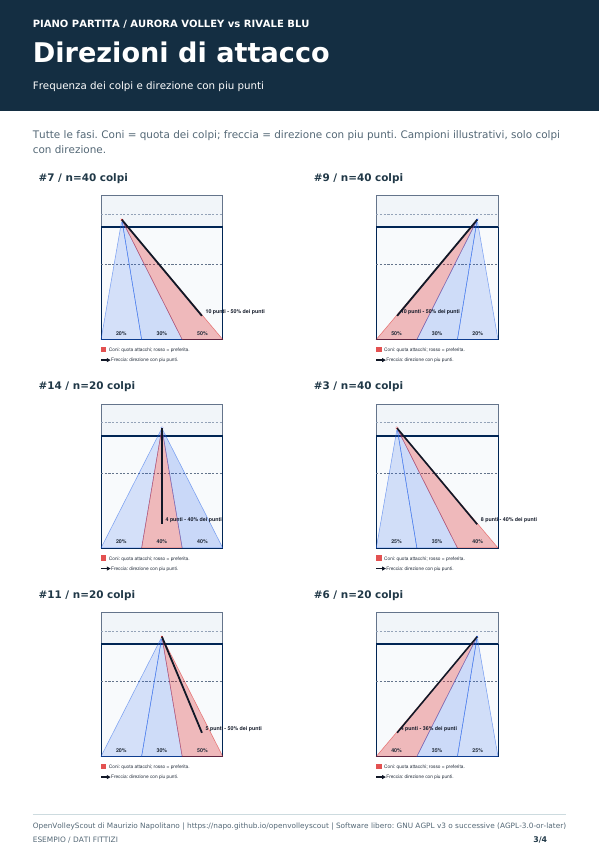 PIANO PARTITA / AURORA VOLLEY vs RIVALE BLU
Direzioni di attacco
Frequenza dei colpi e direzione con piu punti
Tutte le fasi. Coni = quota dei colpi; freccia = direzione con piu punti. Campioni illustrativi, solo colpi
con direzione.
#7 / n=40 colpi
10 punti - 50% dei punti
20% 30% 50%
Coni: quota attacchi; rosso = preferita.
Freccia: direzione con piu punti.
#9 / n=40 colpi
10 punti - 50% dei punti
50% 30% 20%
Coni: quota attacchi; rosso = preferita.
Freccia: direzione con piu punti.
#14 / n=20 colpi
4 punti - 40% dei punti
20% 40% 40%
Coni: quota attacchi; rosso = preferita.
Freccia: direzione con piu punti.
#3 / n=40 colpi
8 punti - 40% dei punti
25% 35% 40%
Coni: quota attacchi; rosso = preferita.
Freccia: direzione con piu punti.
#11 / n=20 colpi
5 punti - 50% dei punti
20% 30% 50%
Coni: quota attacchi; rosso = preferita.
Freccia: direzione con piu punti.
#6 / n=20 colpi
punti - 36% dei punti
40% 35% 25%
Coni: quota attacchi; rosso = preferita.
Freccia: direzione con piu punti.
OpenVolleyScout di Maurizio Napolitano | https://napo.github.io/openvolleyscout | Software libero: GNU AGPL v3 o successive (AGPL-3.0-or-later)
ESEMPIO / DATI FITTIZI
3/4